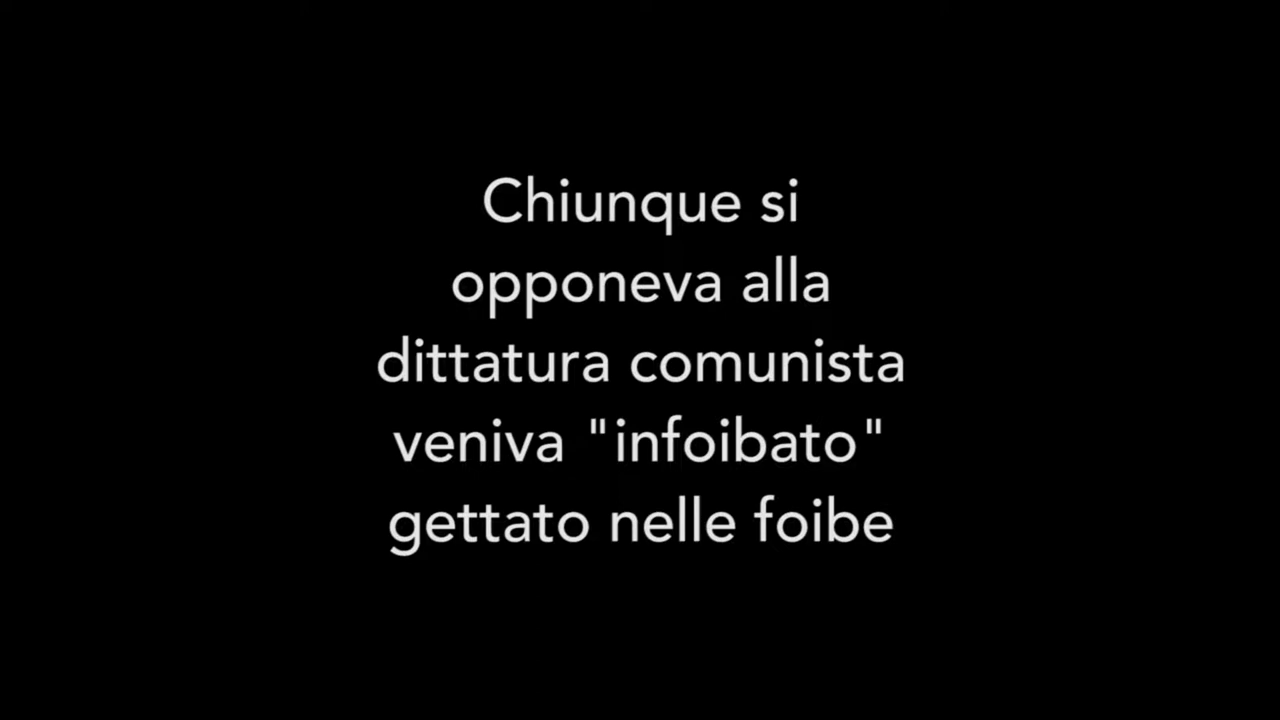 Chiunque si
opponeva alla
dittatura comunista
veniva "infoibato"
gettato nelle foibe